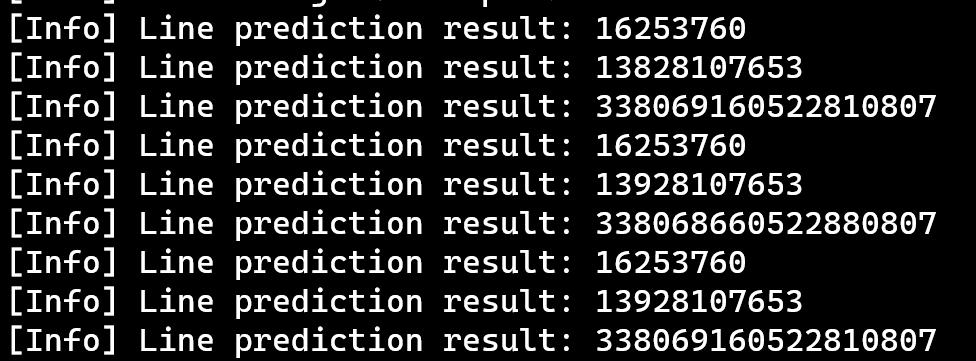 [Info] Line prediction result: 16253760
[Info] Line prediction result: 13828107653
[Info] Line prediction result: 338069160522810807
[Info] Line prediction result: 16253760
[Info] Line prediction result: 13928107653
[Info] Line prediction result: 338068660522880807
[Info] Line prediction result: 16253760
[Info] Line prediction result: 13928107653
[Info] Line prediction result: 338069160522810807